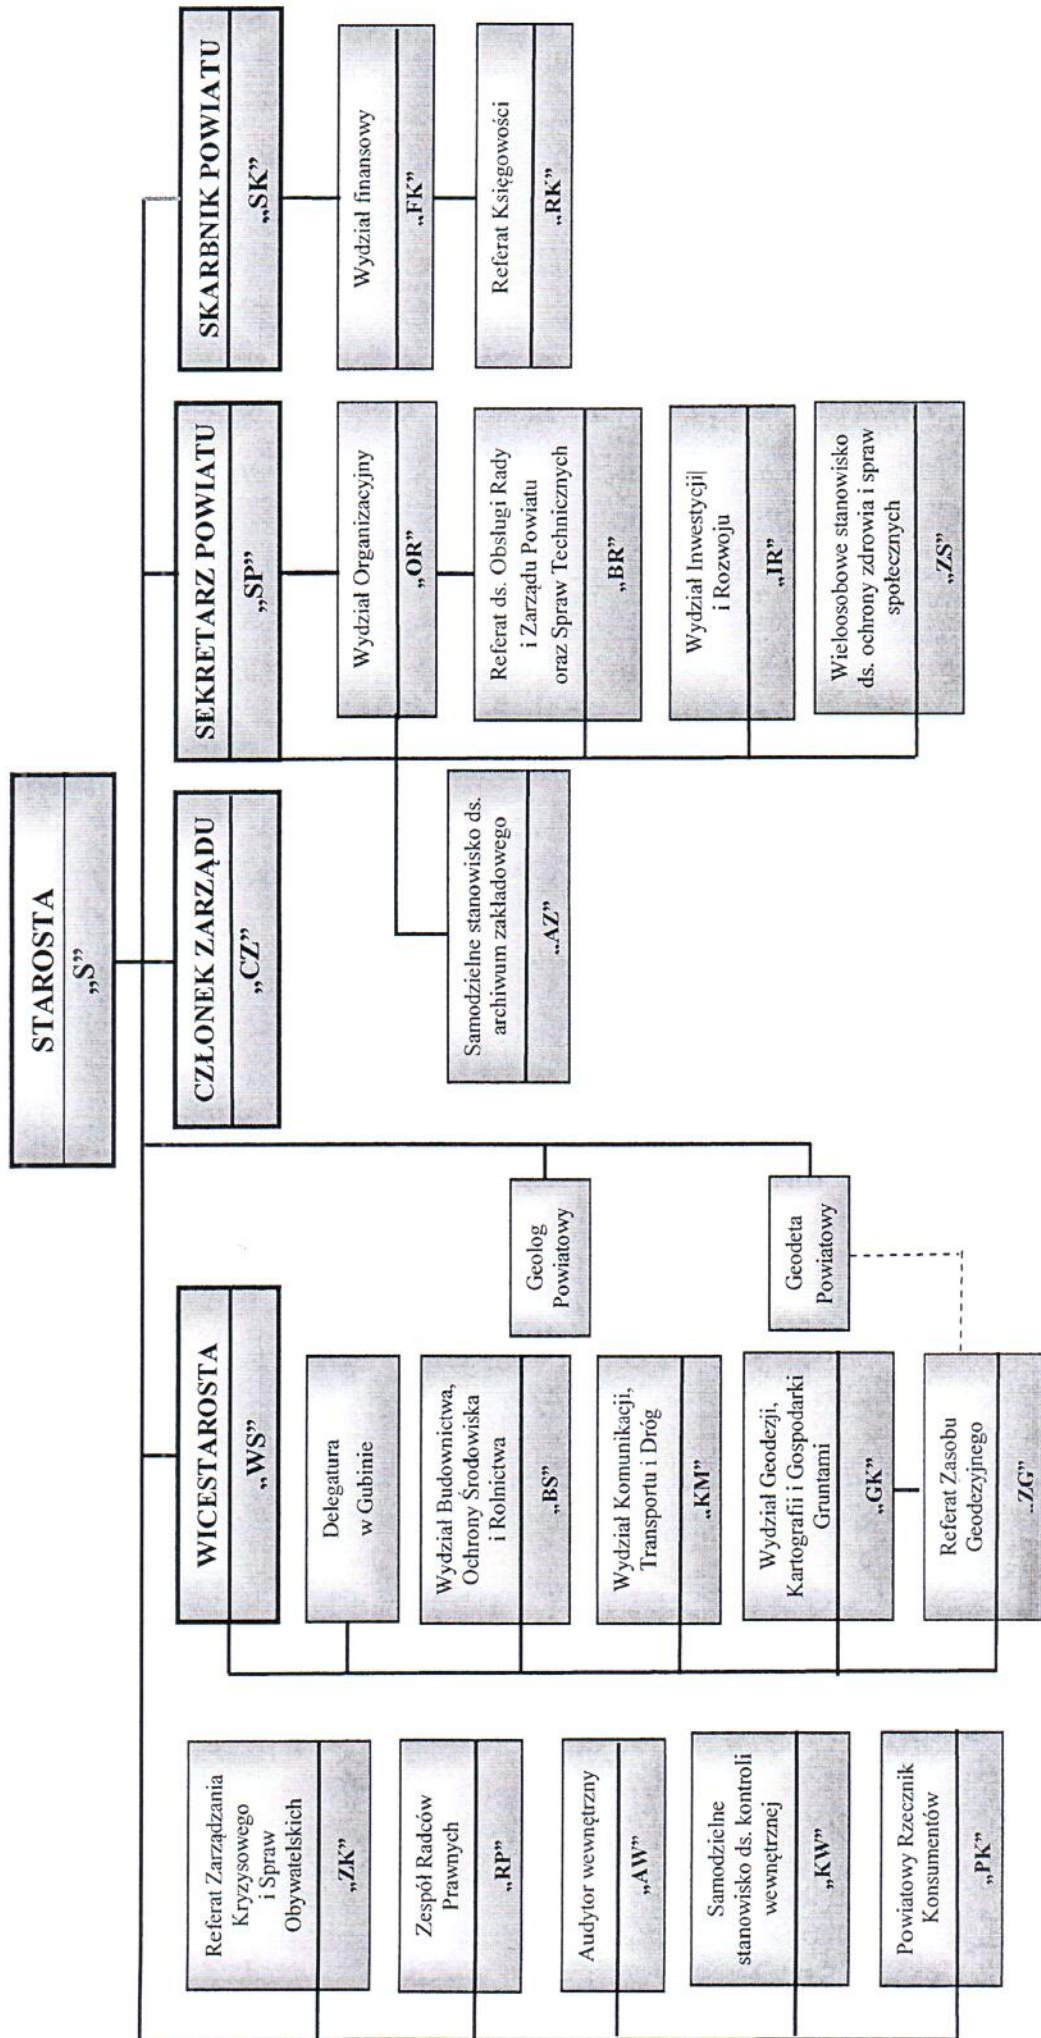 STAROSTA
„S”
WICESTAROSTA
„WS”
CZŁONEK ZARZĄDU
„CZ”
SEKRETARZ POWIATU
„SP”
SKARBNIK POWIATU
„SK”
Referat Zarządzania
Kryzysowego
i Spraw
Obywatelskich
„ZK”
Zespół Radców
Prawnych
„RP”
Audytor wewnętrzny
„AW”
Samodzielne
stanowisko ds. kontroli
wewnętrznej
„KW”
Powiatowy Rzecznik
Konsumentów
„PK”
Delegatura
w Gubinie
Wydział Budownictwa,
Ochrony Środowiska
i Rolnictwa
„BS”
Wydział Komunikacji,
Transportu i Dróg
„KM”
Wydział Geodezji,
Kartografii i Gospodarki
Gruntami
„GK”
Referat Zasobu
Geodezyjnego
„ZG”
Geolog
Powiatowy
Geodeta
Powiatowy
Samodzielne stanowisko ds.
archiwum zakładowego
„AZ”
Wydział Organizacyjny
„OR”
Referat ds. Obsługi Rady
i Zarządu Powiatu
oraz Spraw Technicznych
„BR”
Wydział Inwestycji
i Rozwoju
„IR”
Wieloosobowe stanowisko
ds. ochrony zdrowia i spraw
społecznych
„ZS”
Wydział finansowy
„FK”
Referat Księgowości
„RK”